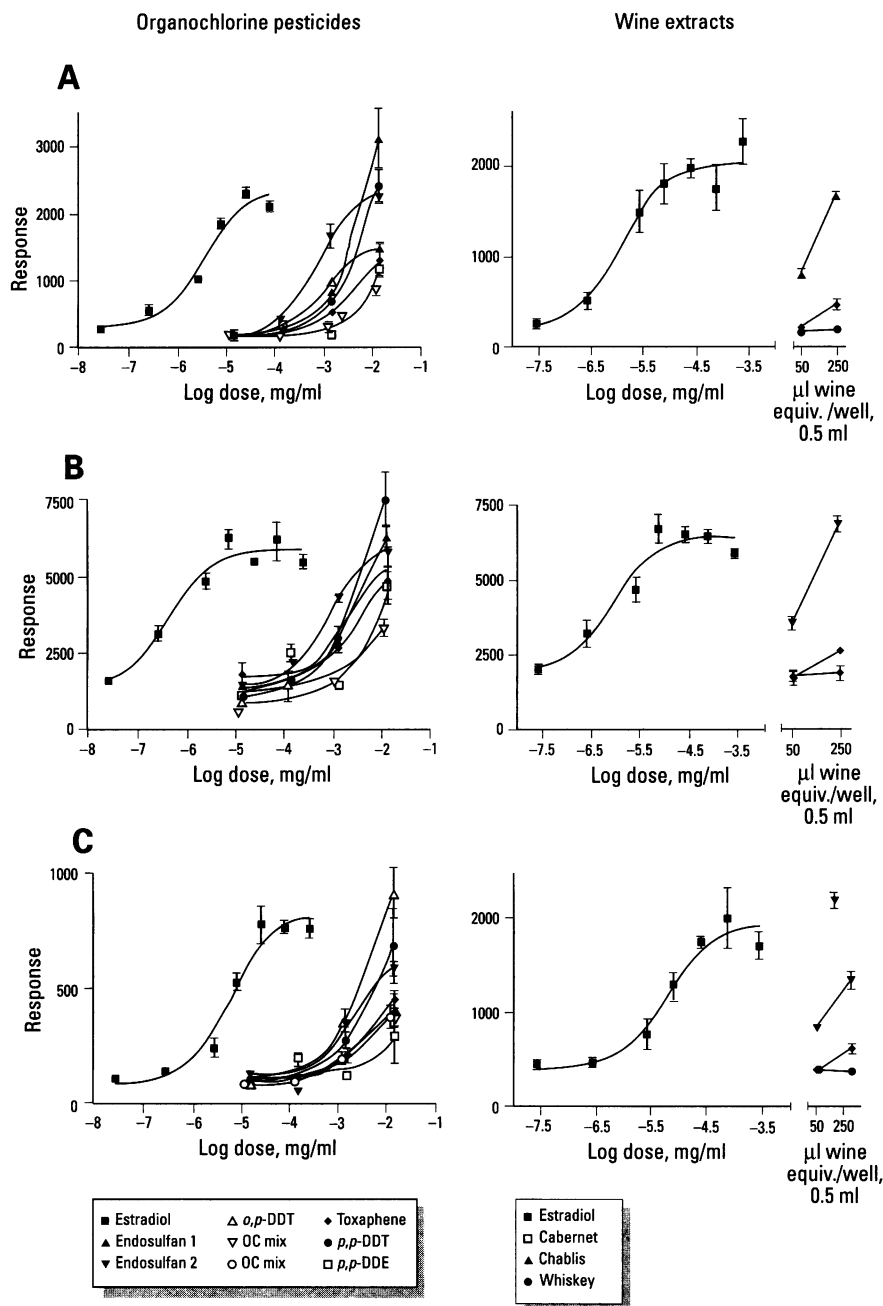 Organochlorine pesticides
Wine extracts
A
3000
2000
1000
0
Response
−8
−7
−6
−5
−4
−3
−2
−1
Log dose, mg/ml
2000
1000
0
−7.5
−6.5
−5.5
−4.5
−3.5
Log dose, mg/ml
50
250
µl wine
equiv. /well,
0.5 ml
B
7500
5000
2500
0
Response
−8
−7
−6
−5
−4
−3
−2
−1
Log dose, mg/ml
7500
5000
2500
0
−7.5
−6.5
−5.5
−4.5
−3.5
Log dose, mg/ml
50
250
µl wine
equiv./well,
0.5 ml
C
1000
500
0
Response
−8
−7
−6
−5
−4
−3
−2
−1
Log dose, mg/ml
2000
1000
0
−7.5
−6.5
−5.5
−4.5
−3.5
Log dose, mg/ml
50
250
µl wine
equiv./well,
0.5 ml
Estradiol
Endosulfan 1
Endosulfan 2
o,p-DDT
OC mix
OC mix
Toxaphene
p,p-DDT
p,p-DDE
Estradiol
Cabernet
Chablis
Whiskey